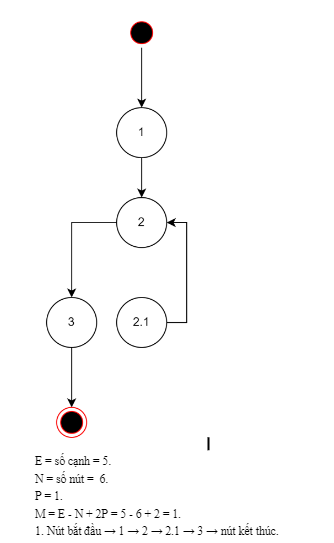 1
2
3
2.1
E = số cạnh = 5.
N = số nút = 6.
P = 1.
M = E - N + 2P = 5 - 6 + 2 = 1.
1. Nút bắt đầu → 1 → 2 → 2.1 → 3 → nút kết thúc.